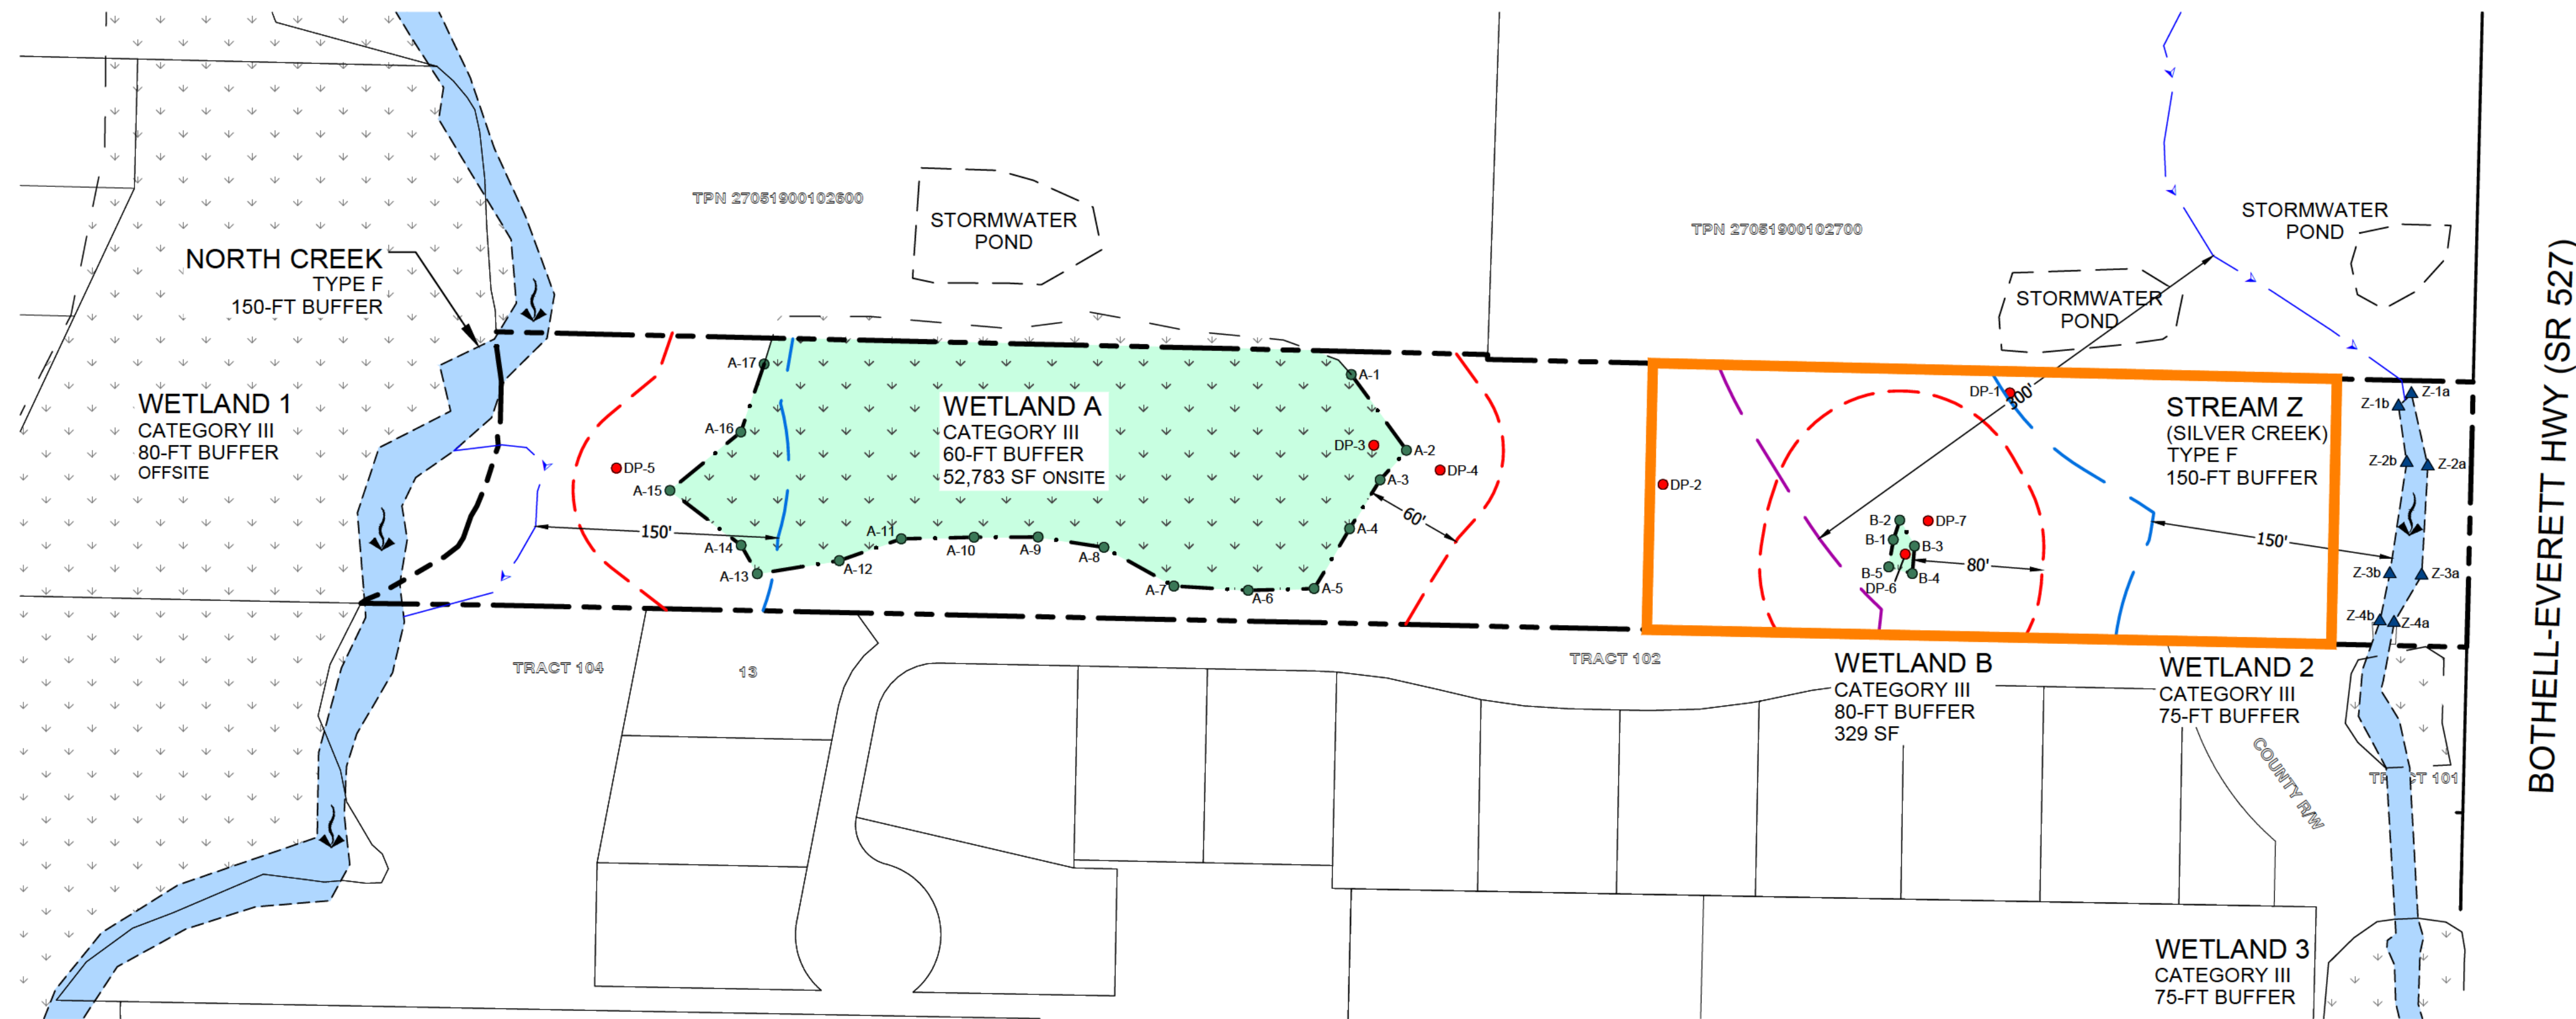 TPN 27051900102600
STORMWATER
POND
TPN 27051900102700
STORMWATER
POND
STORMWATER
POND
BOTHELL-EVERETT HWY (SR 527)
NORTH CREEK
TYPE F
150-FT BUFFER
WETLAND 1
CATEGORY III
80-FT BUFFER
OFFSITE
WETLAND A
CATEGORY III
60-FT BUFFER
52,783 SF ONSITE
STREAM Z
(SILVER CREEK)
TYPE F
150-FT BUFFER
A-17
A-16
A-15
A-14
A-13
A-12
A-11
A-10
A-9
A-8
A-7
A-6
A-5
A-4
A-3
A-2
A-1
DP-5
DP-3
DP-4
DP-2
DP-1
DP-7
DP-6
B-2
B-1
B-3
B-5
B-4
150'
60'
300'
80'
150'
Z-1a
Z-1b
Z-2b
Z-2a
Z-3b
Z-3a
Z-4b
Z-4a
TRACT 104
13
TRACT 102
WETLAND B
CATEGORY III
80-FT BUFFER
329 SF
WETLAND 2
CATEGORY III
75-FT BUFFER
COUNTY R/W
TRACT 101
WETLAND 3
CATEGORY III
75-FT BUFFER